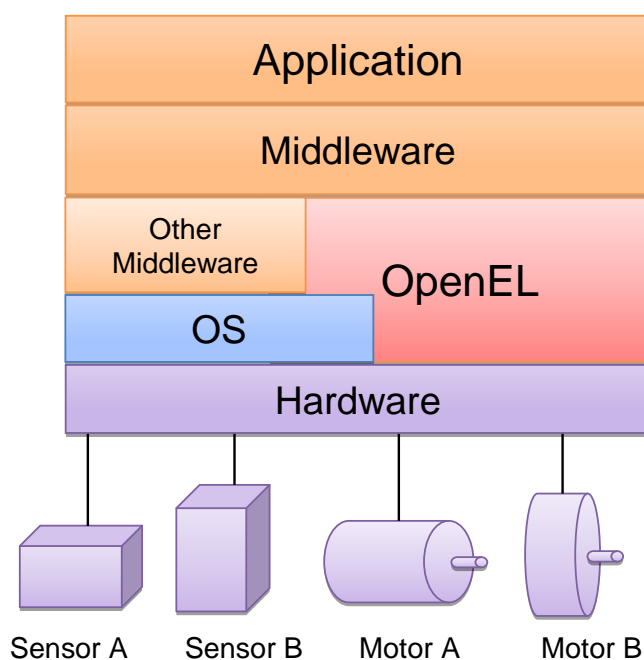 Application
Middleware
Other
Middleware
OpenEL
OS
Hardware
Sensor A
Sensor B
Motor A
Motor B